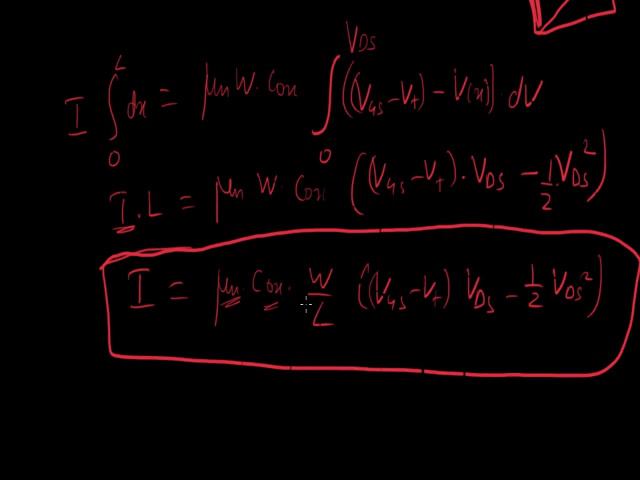 I ∫₀ᴸ dx = μn W. Cox ∫₀^VDS ((VGS - Vt) - V(x)) dV
I . L = μn W. Cox ((VGS - Vt) . VDS - 1/2 . VDS²)
I = μn. Cox . W/L ((VGS - Vt) VDS - 1/2 VDS²)